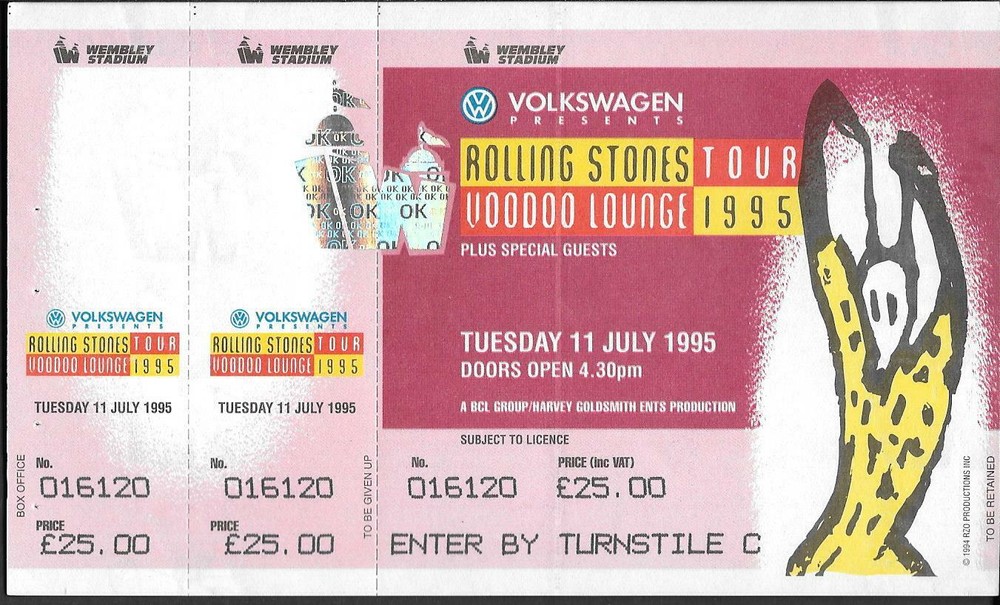 WEMBLEY
STADIUM
VOLKSWAGEN
PRESENTS
ROLLING STONES TOUR
VOODOO LOUNGE 1995
TUESDAY 11 JULY 1995
BOX OFFICE
No.
016120
PRICE
£25.00
WEMBLEY
STADIUM
VOLKSWAGEN
PRESENTS
ROLLING STONES TOUR
VOODOO LOUNGE 1995
TUESDAY 11 JULY 1995
No.
016120
PRICE
£25.00
TO BE GIVEN UP
WEMBLEY
STADIUM
VOLKSWAGEN
PRESENTS
ROLLING STONES TOUR
VOODOO LOUNGE 1995
PLUS SPECIAL GUESTS
TUESDAY 11 JULY 1995
DOORS OPEN 4.30pm
A BCL GROUP/HARVEY GOLDSMITH ENTS PRODUCTION
SUBJECT TO LICENCE
No. PRICE (inc VAT)
016120 £25.00
ENTER BY TURNSTILE C
© 1994 RZO PRODUCTIONS INC
TO BE RETAINED